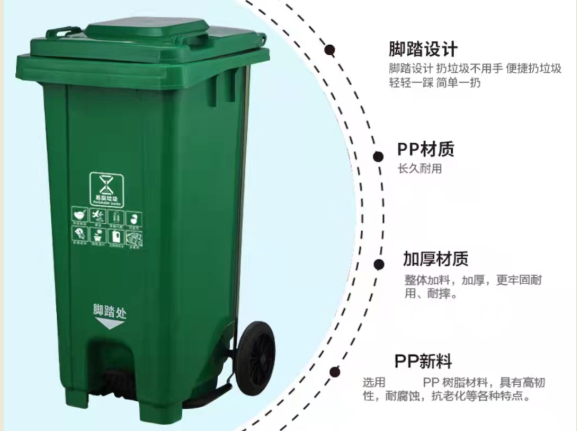 脚踏设计
脚踏设计 扔垃圾不用手 便捷扔垃圾
轻轻一踩 简单一扔
PP材质
长久耐用
加厚材质
整体加料，加厚，更牢固耐
用、耐摔。
PP新料
选用 PP 树脂材料，具有高韧
性，耐腐蚀，抗老化等各种特点。
易腐垃圾
脚踏处